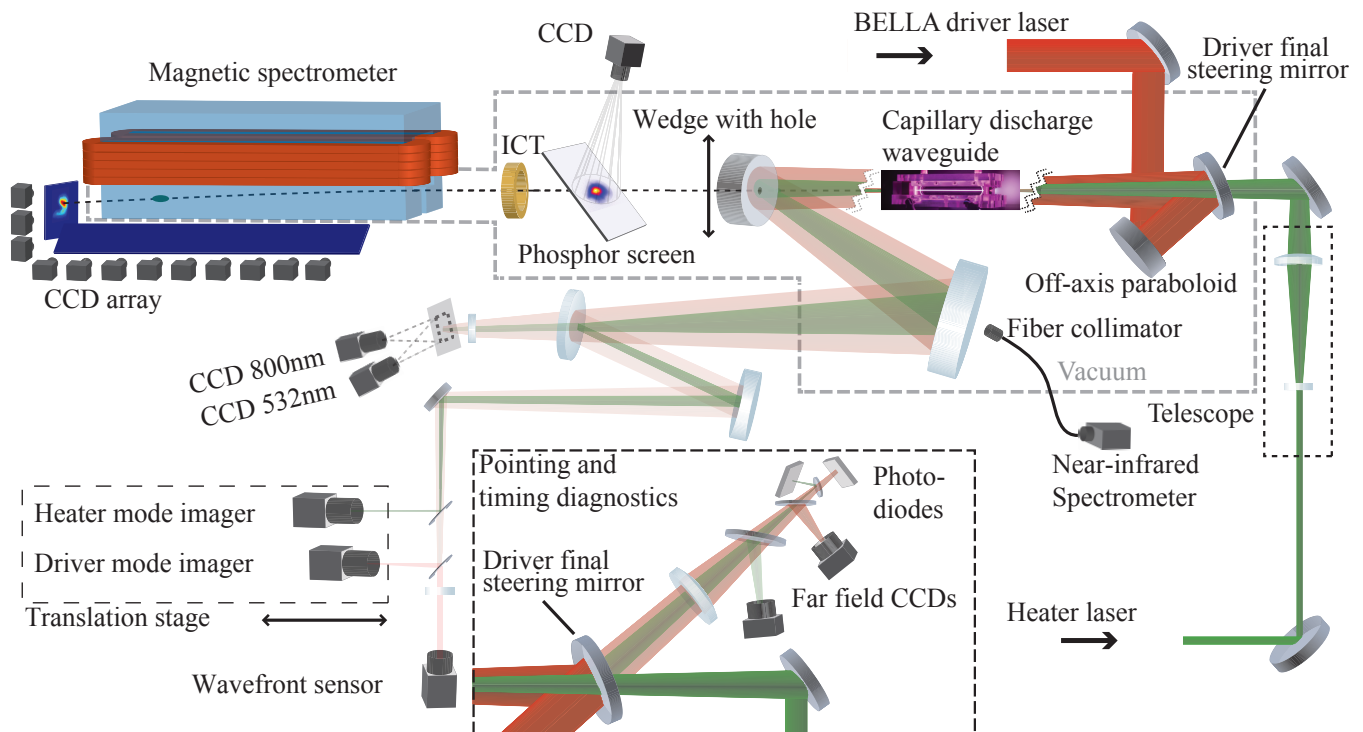 BELLA driver laser
CCD
Driver final
steering mirror
Magnetic spectrometer
Wedge with hole
Capillary discharge
waveguide
ICT
Phosphor screen
CCD array
Off-axis paraboloid
Fiber collimator
CCD 800nm
CCD 532nm
Vacuum
Telescope
Near-infrared
Spectrometer
Pointing and
timing diagnostics
Photo-
diodes
Heater mode imager
Driver mode imager
Translation stage
Driver final
steering mirror
Far field CCDs
Heater laser
Wavefront sensor